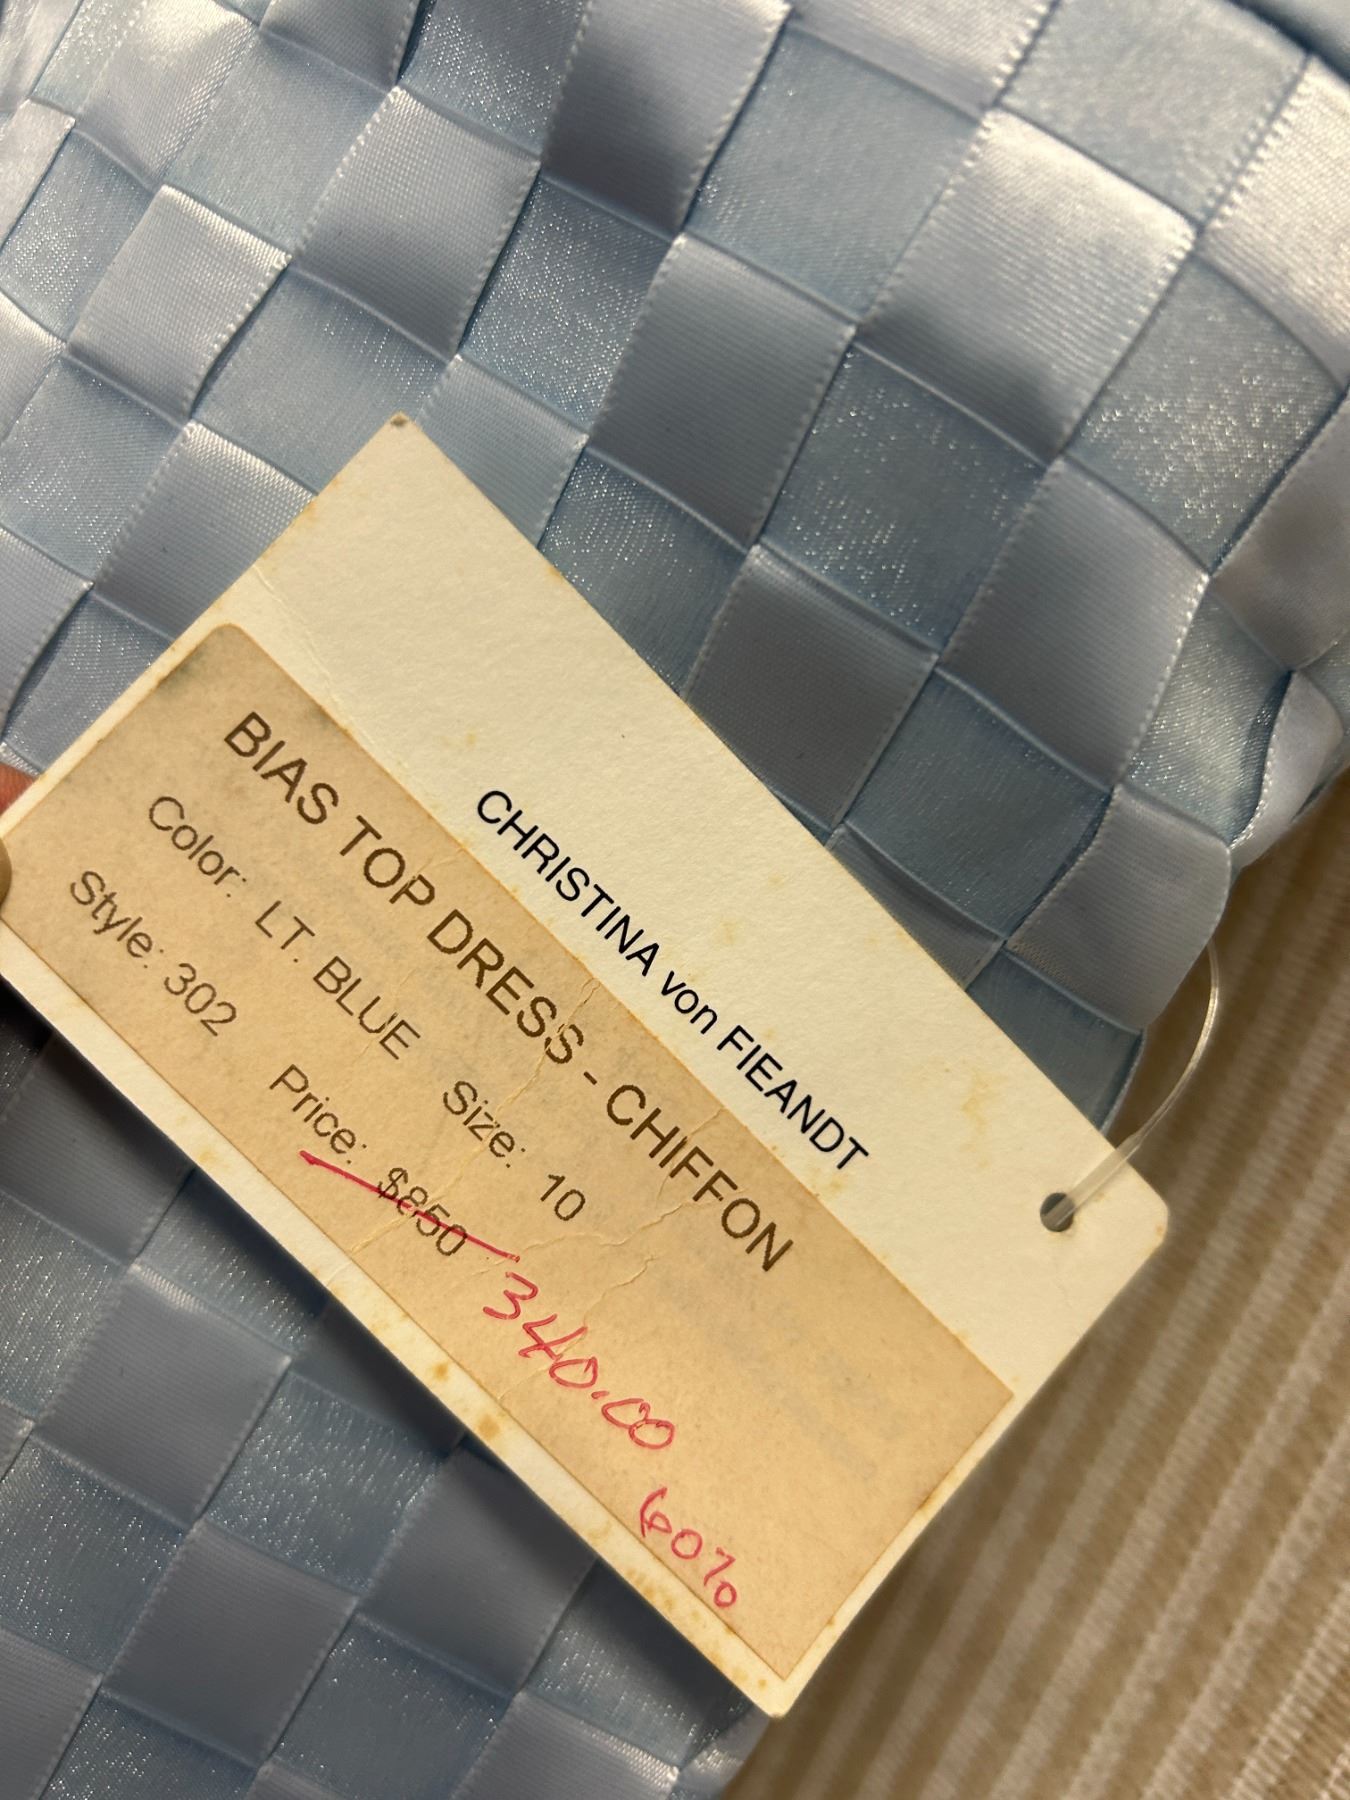 CHRISTINA von FIEANDT
BIAS TOP DRESS - CHIFFON
Color: LT. BLUE Size: 10
Style: 302 Price: $850 340.00
60%